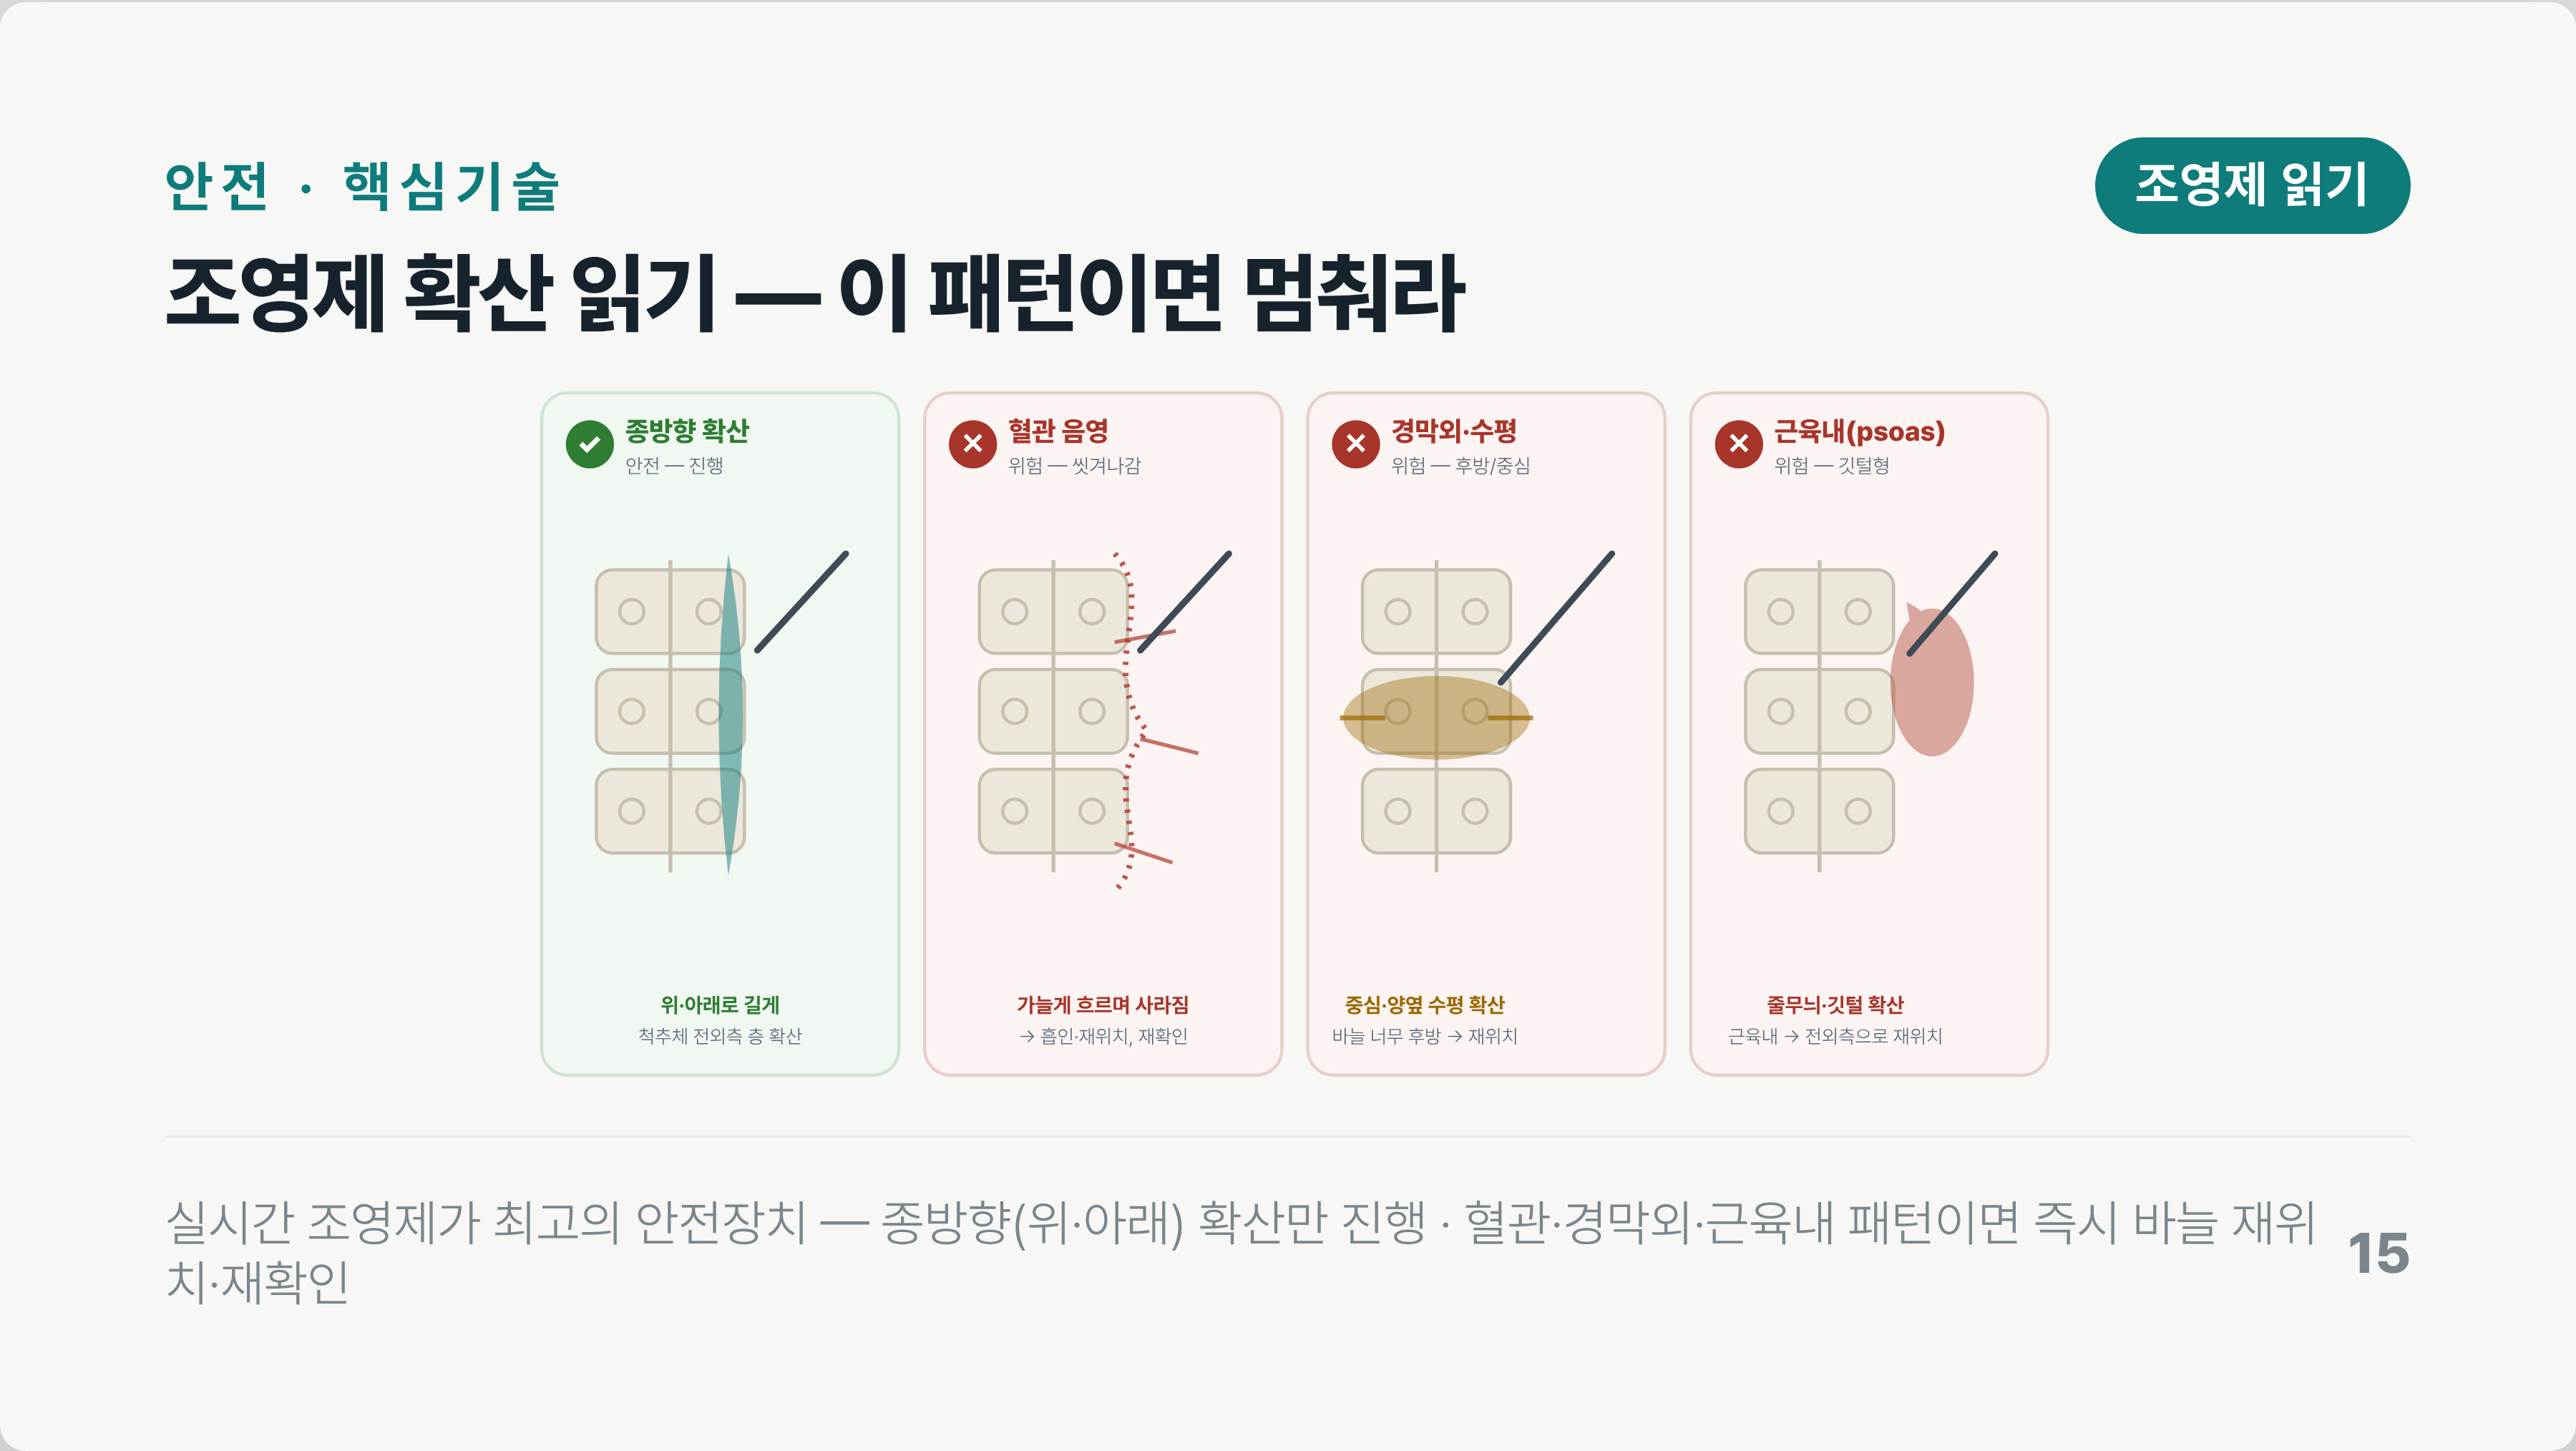 안전 · 핵심기술
조영제 읽기
조영제 확산 읽기 — 이 패턴이면 멈춰라
종방향 확산
안전 — 진행
위·아래로 길게
척추체 전외측 층 확산
혈관 음영
위험 — 씻겨나감
가늘게 흐르며 사라짐
→ 흡인·재위치, 재확인
경막외·수평
위험 — 후방/중심
중심·양옆 수평 확산
바늘 너무 후방 → 재위치
근육내(psoas)
위험 — 깃털형
줄무늬·깃털 확산
근육내 → 전외측으로 재위치
실시간 조영제가 최고의 안전장치 — 종방향(위·아래) 확산만 진행 · 혈관·경막외·근육내 패턴이면 즉시 바늘 재위
치·재확인
15